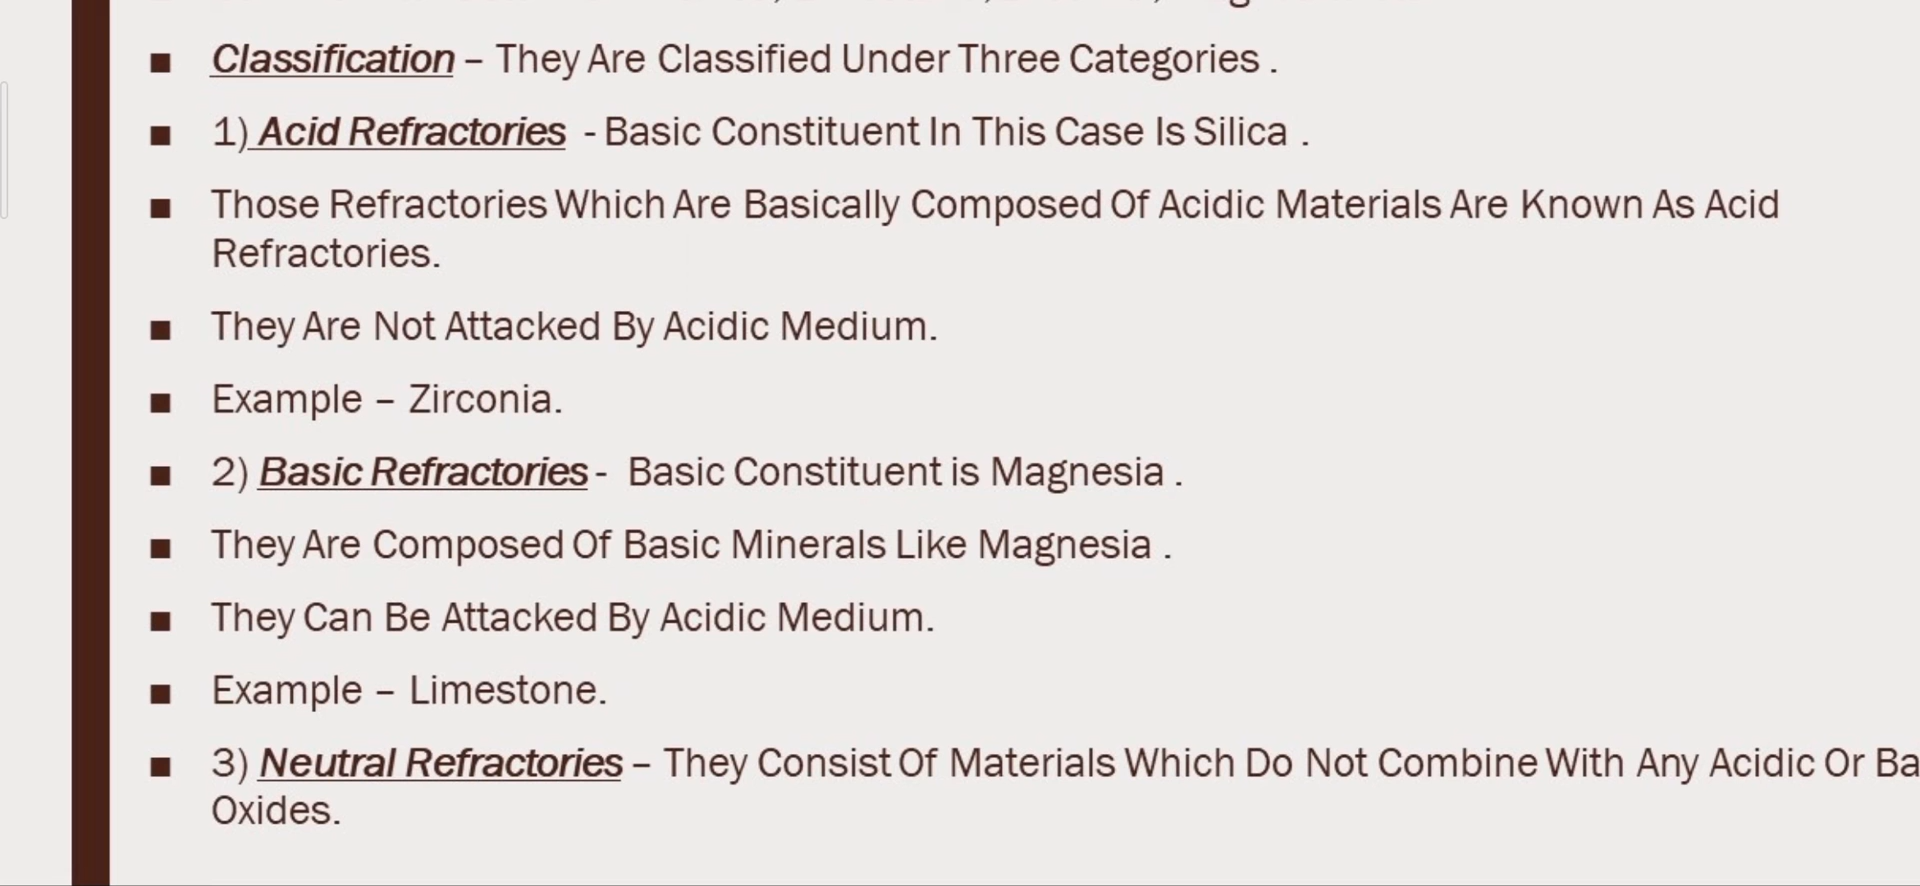 Classification – They Are Classified Under Three Categories .
1) Acid Refractories - Basic Constituent In This Case Is Silica .
Those Refractories Which Are Basically Composed Of Acidic Materials Are Known As Acid
Refractories.
They Are Not Attacked By Acidic Medium.
Example – Zirconia.
2) Basic Refractories - Basic Constituent is Magnesia .
They Are Composed Of Basic Minerals Like Magnesia .
They Can Be Attacked By Acidic Medium.
Example – Limestone.
3) Neutral Refractories – They Consist Of Materials Which Do Not Combine With Any Acidic Or Ba
Oxides.